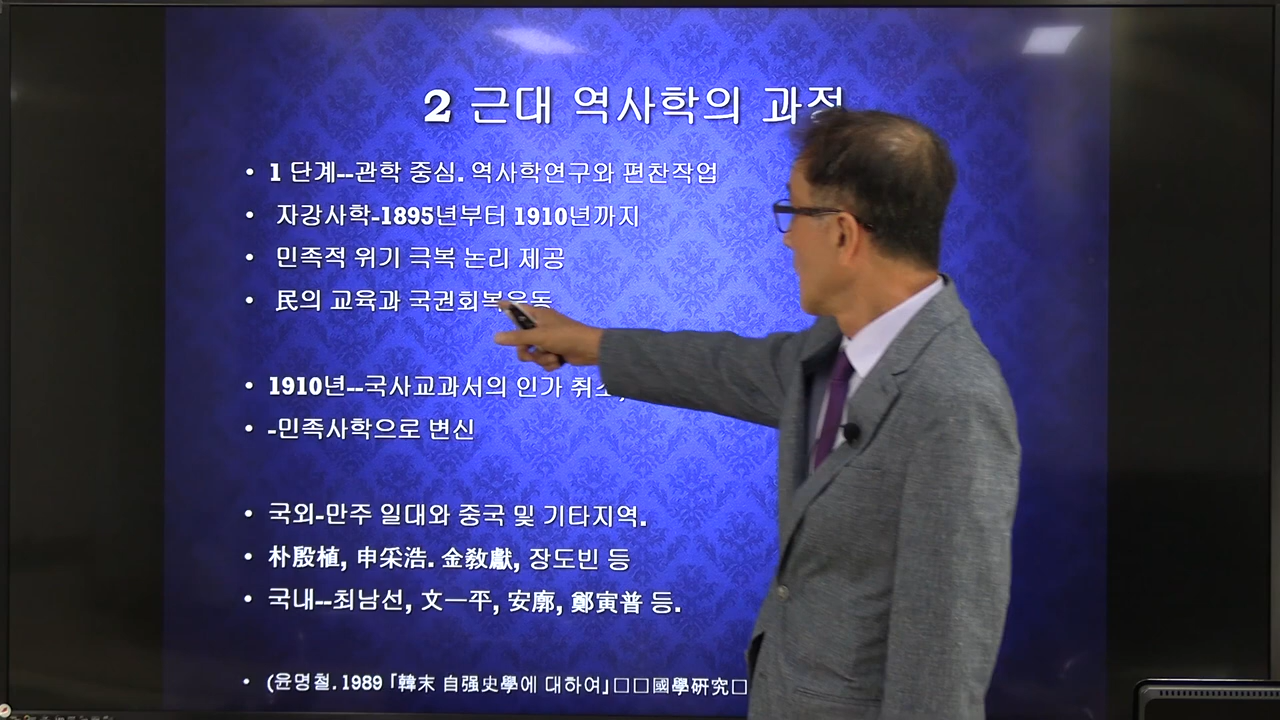 2 근대 역사학의 과정
• 1 단계--관학 중심. 역사학연구와 편찬작업
• 자강사학-1895년부터 1910년까지
• 민족적 위기 극복 논리 제공
• 民의 교육과 국권회복운동
• 1910년--국사교과서의 인가 취소,
• -민족사학으로 변신
• 국외-만주 일대와 중국 및 기타지역.
• 朴殷植, 申采浩. 金敎獻, 장도빈 등
• 국내--최남선, 文一平, 安廓, 鄭寅普 등.
• (윤명철. 1989 「韓末 自强史學에 대하여」□□國學硏究□